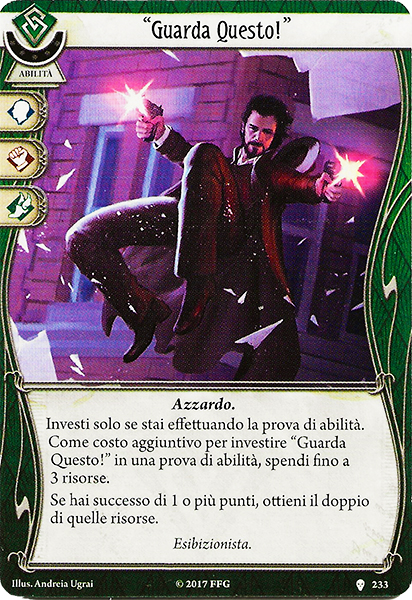 “Guarda Questo!”
ABILITÀ
Azzardo.
Investi solo se stai effettuando la prova di abilità.
Come costo aggiuntivo per investire “Guarda
Questo!” in una prova di abilità, spendi fino a
3 risorse.
Se hai successo di 1 o più punti, ottieni il doppio
di quelle risorse.
Esibizionista.
Illus. Andreia Ugrai © 2017 FFG 233